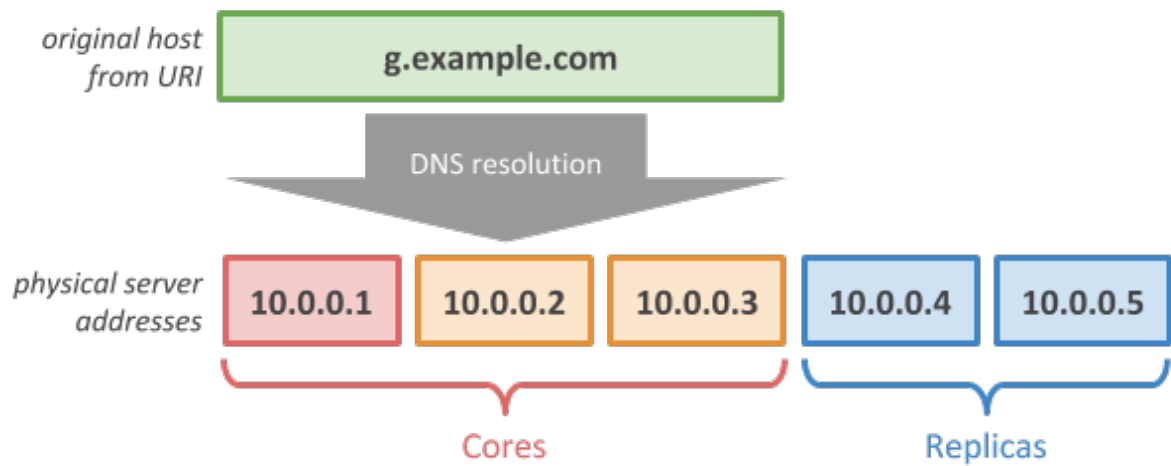 original host
from URI
g.example.com
DNS resolution
physical server
addresses
10.0.0.1
10.0.0.2
10.0.0.3
10.0.0.4
10.0.0.5
Cores
Replicas